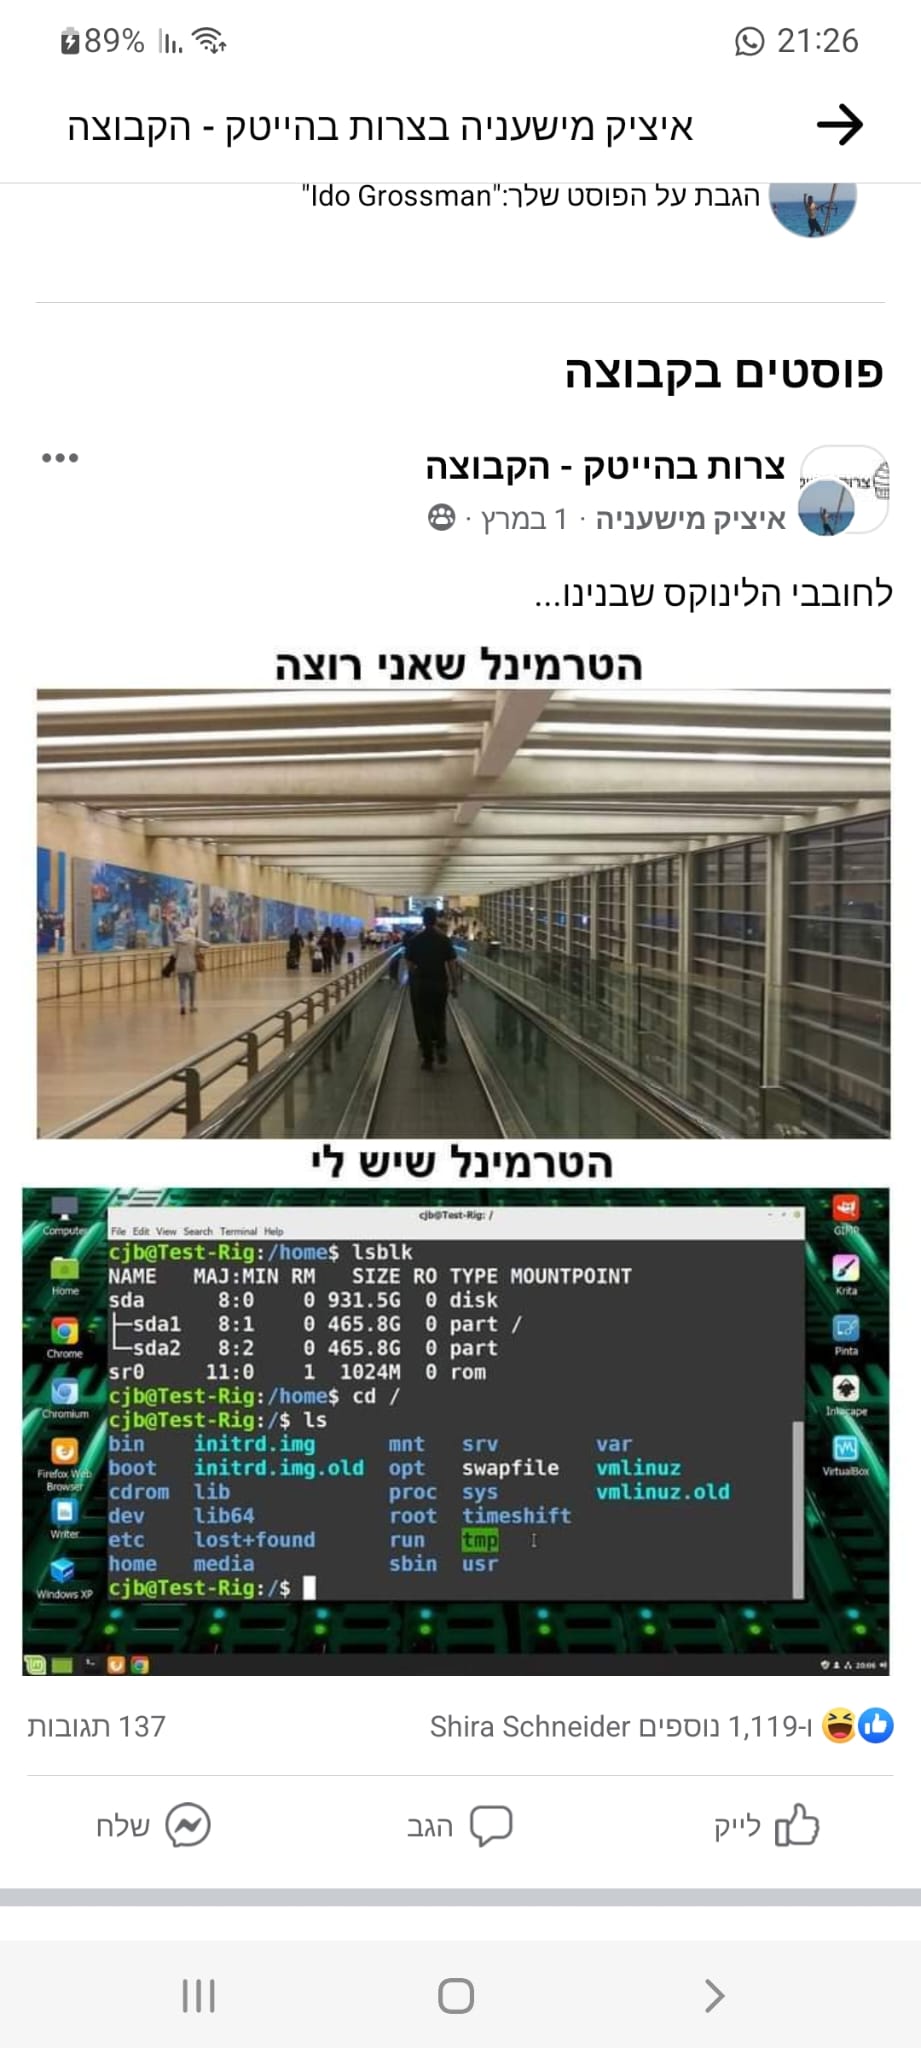 89% 21:26
איציק מישעניה בצרות בהייטק - הקבוצה
הגבת על הפוסט שלך:"Ido Grossman"
פוסטים בקבוצה
צרות בהייטק - הקבוצה
איציק מישעניה · 1 במרץ ·
לחובבי הלינוקס שבנינו...
הטרמינל שאני רוצה
הטרמינל שיש לי
cjb@Test-Rig: /
File Edit View Search Terminal Help
cjb@Test-Rig:/home$ lsblk
NAME MAJ:MIN RM SIZE RO TYPE MOUNTPOINT
sda 8:0 0 931.5G 0 disk
├─sda1 8:1 0 465.8G 0 part /
└─sda2 8:2 0 465.8G 0 part
sr0 11:0 1 1024M 0 rom
cjb@Test-Rig:/home$ cd /
cjb@Test-Rig:/$ ls
bin initrd.img mnt srv var
boot initrd.img.old opt swapfile vmlinuz
cdrom lib proc sys vmlinuz.old
dev lib64 root timeshift
etc lost+found run tmp
home media sbin usr
cjb@Test-Rig:/$
Computer
Home
Chrome
Chromium
Firefox Web
Browser
Writer
Windows XP
GIMP
Krita
Pinta
Inkscape
VirtualBox
20:06
Shira Schneider ו-1,119 נוספים
137 תגובות
לייק
הגב
שלח